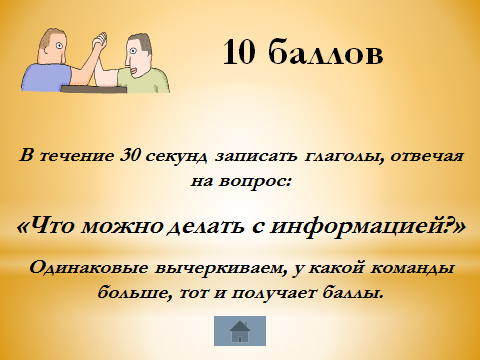 10 баллов
В течение 30 секунд записать глаголы, отвечая
на вопрос:
«Что можно делать с информацией?»
Одинаковые вычеркиваем, у какой команды
больше, тот и получает баллы.